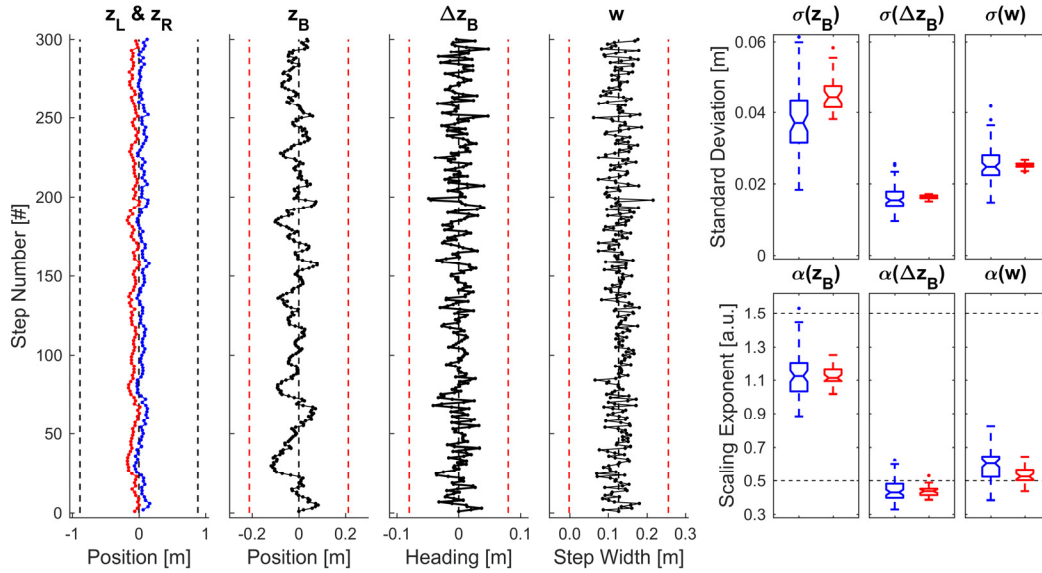 z_L & z_R
z_B
Δz_B
w
σ(z_B)
σ(Δz_B)
σ(w)
Step Number [#]
300
250
200
150
100
50
0
-1
0
1
Position [m]
-0.2
0
0.2
Position [m]
-0.1
0
0.1
Heading [m]
0
0.1
0.2
0.3
Step Width [m]
Standard Deviation [m]
0.06
0.04
0.02
0
α(z_B)
α(Δz_B)
α(w)
Scaling Exponent [a.u.]
1.5
1.3
1.1
0.9
0.7
0.5
0.3